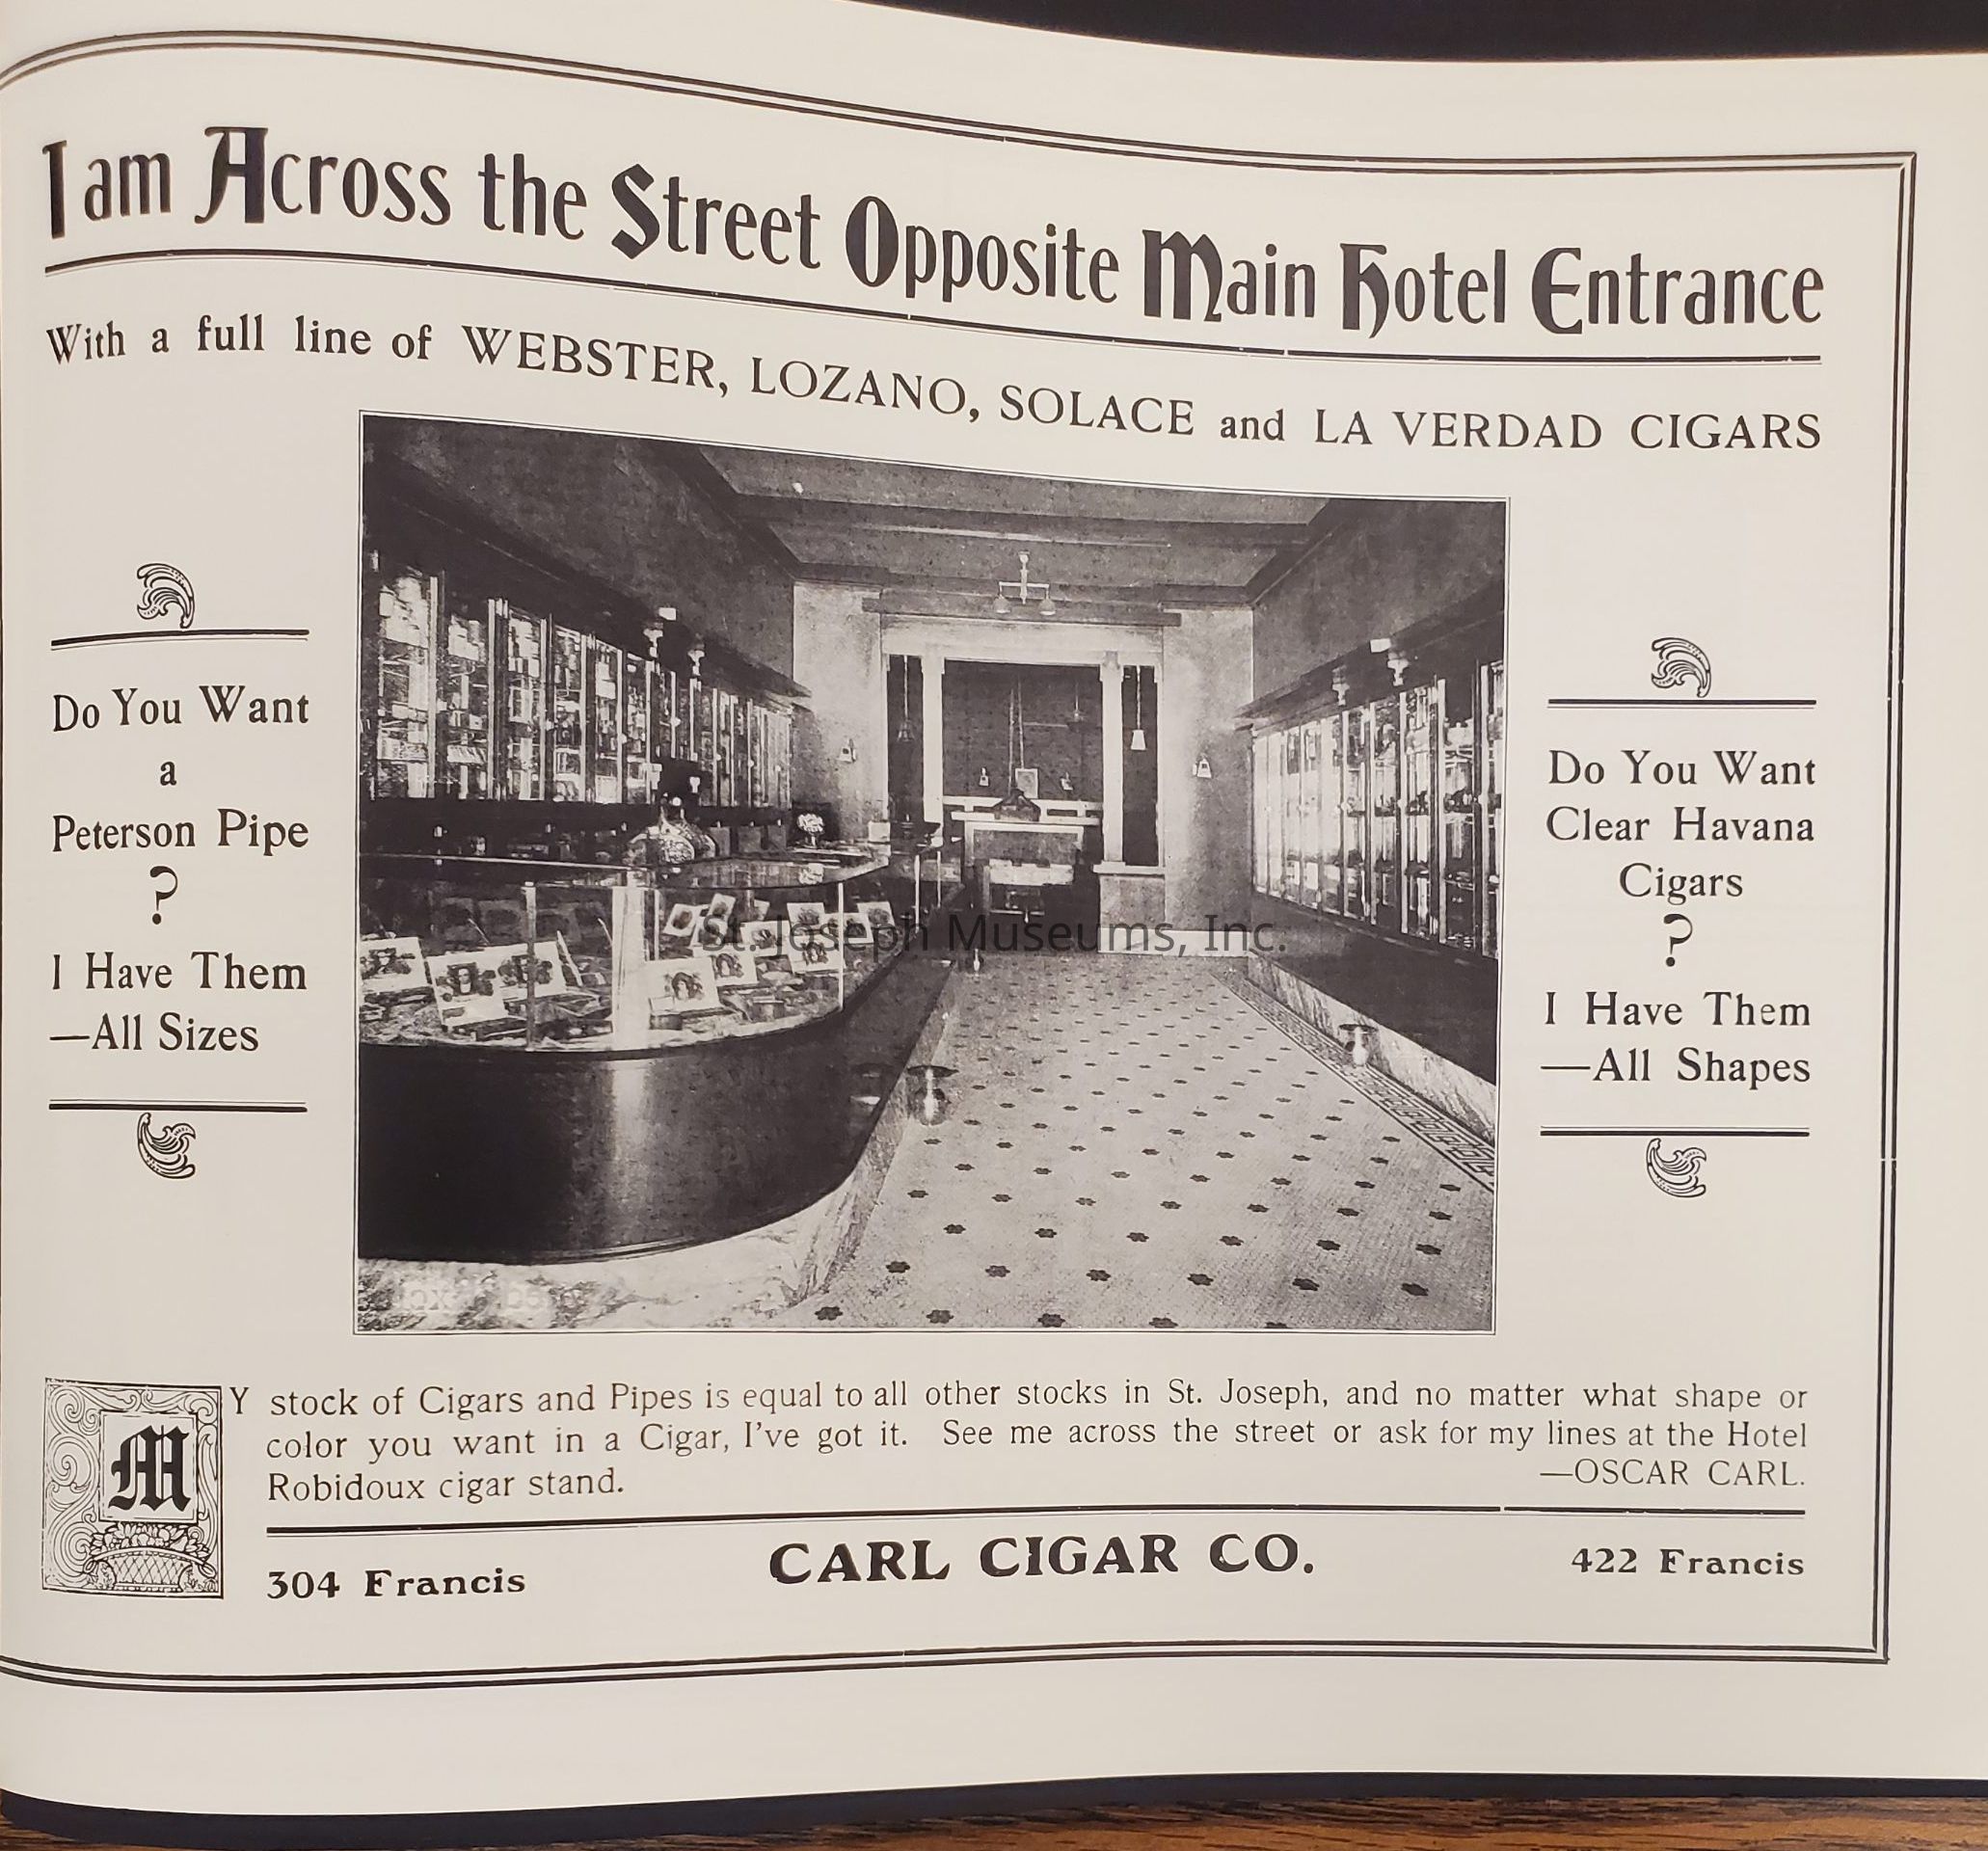 I am Across the Street Opposite Main Hotel Entrance
With a full line of WEBSTER, LOZANO, SOLACE and LA VERDAD CIGARS
Do You Want
a
Peterson Pipe
?
I Have Them
—All Sizes
St. Joseph Museums, Inc.
Do You Want
Clear Havana
Cigars
?
I Have Them
—All Shapes
MY stock of Cigars and Pipes is equal to all other stocks in St. Joseph, and no matter what shape or
color you want in a Cigar, I've got it. See me across the street or ask for my lines at the Hotel
Robidoux cigar stand. —OSCAR CARL.
304 Francis CARL CIGAR CO. 422 Francis